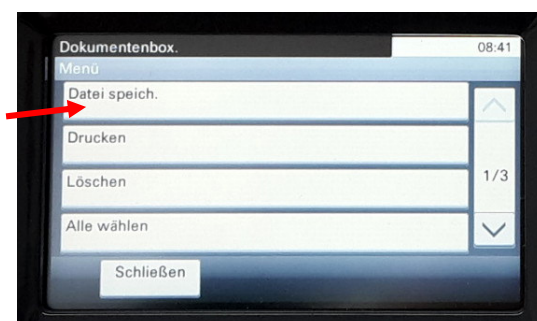 Dokumentenbox.
08:41
Menü
Datei speich.
Drucken
Löschen
1/3
Alle wählen
Schließen